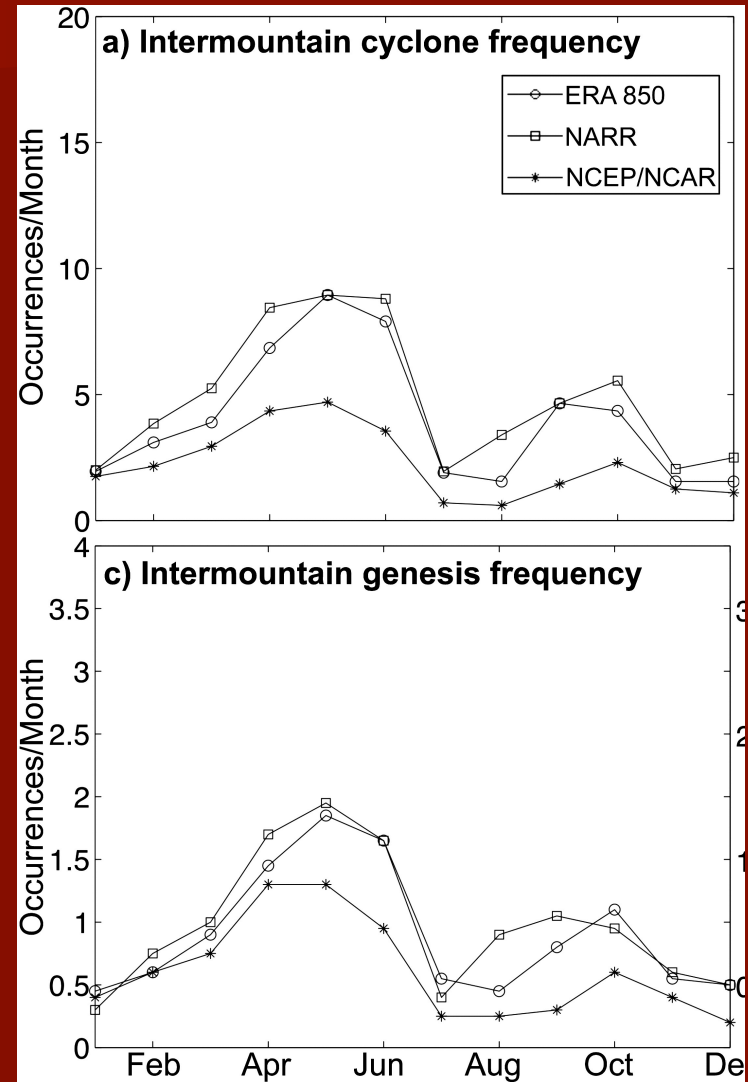 20
a) Intermountain cyclone frequency
ERA 850
NARR
NCEP/NCAR
15
10
5
0
Occurrences/Month
4
c) Intermountain genesis frequency
3.5
3
2.5
2
1.5
1
0.5
0
Occurrences/Month
Feb Apr Jun Aug Oct De